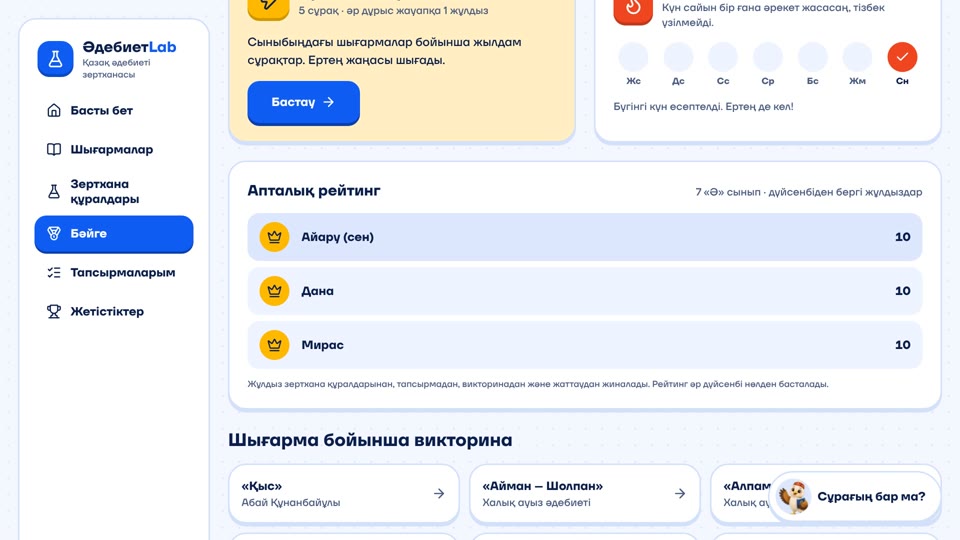 ӘдебиетLab
Қазақ әдебиеті
зертханасы
Басты бет
Шығармалар
Зертхана
құралдары
Бәйге
Тапсырмаларым
Жетістіктер
5 сұрақ · әр дұрыс жауапқа 1 жұлдыз
Сыныбыңдағы шығармалар бойынша жылдам
сұрақтар. Ертең жаңасы шығады.
Бастау
Күн сайын бір ғана әрекет жасасаң, тізбек
үзілмейді.
Жс Дс Сс Ср Бс Жм Сн
Бүгінгі күн есептелді. Ертең де кел!
Апталық рейтинг
7 «Ә» сынып · дүйсенбіден бергі жұлдыздар
Айару (сен) 10
Дана 10
Мирас 10
Жұлдыз зертхана құралдарынан, тапсырмадан, викторинадан және жаттаудан жиналады. Рейтинг әр дүйсенбі нөлден басталады.
Шығарма бойынша викторина
«Қыс»
Абай Құнанбайұлы
«Айман – Шолпан»
Халық ауыз әдебиеті
«Алпам
Халық ау
Сұрағың бар ма?